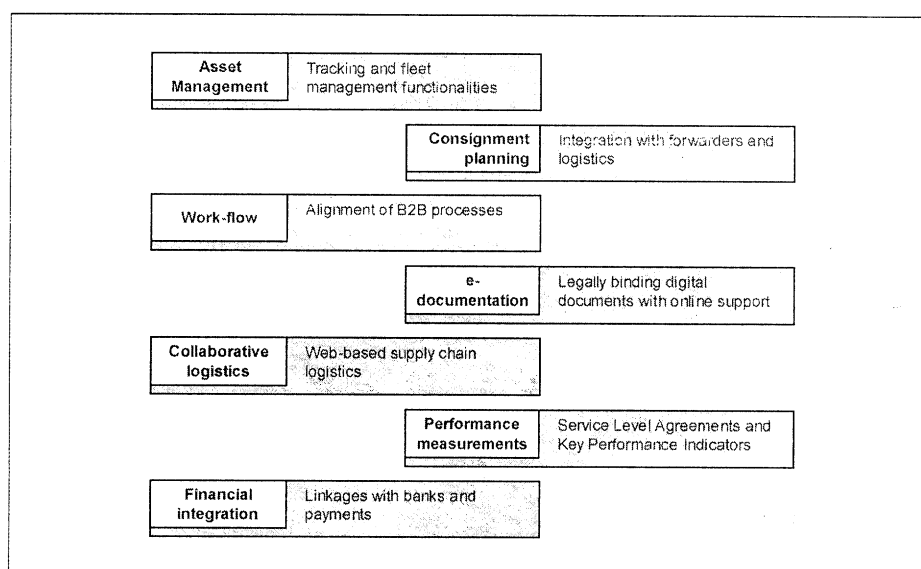 Asset
Management
Tracking and fleet
management functionalities
Consignment
planning
Integration with forwarders and
logistics
Work-flow
Alignment of B2B processes
e-
documentation
Legally binding digital
documents with online support
Collaborative
logistics
Web-based supply chain
logistics
Performance
measurements
Service Level Agreements and
Key Performance Indicators
Financial
integration
Linkages with banks and
payments